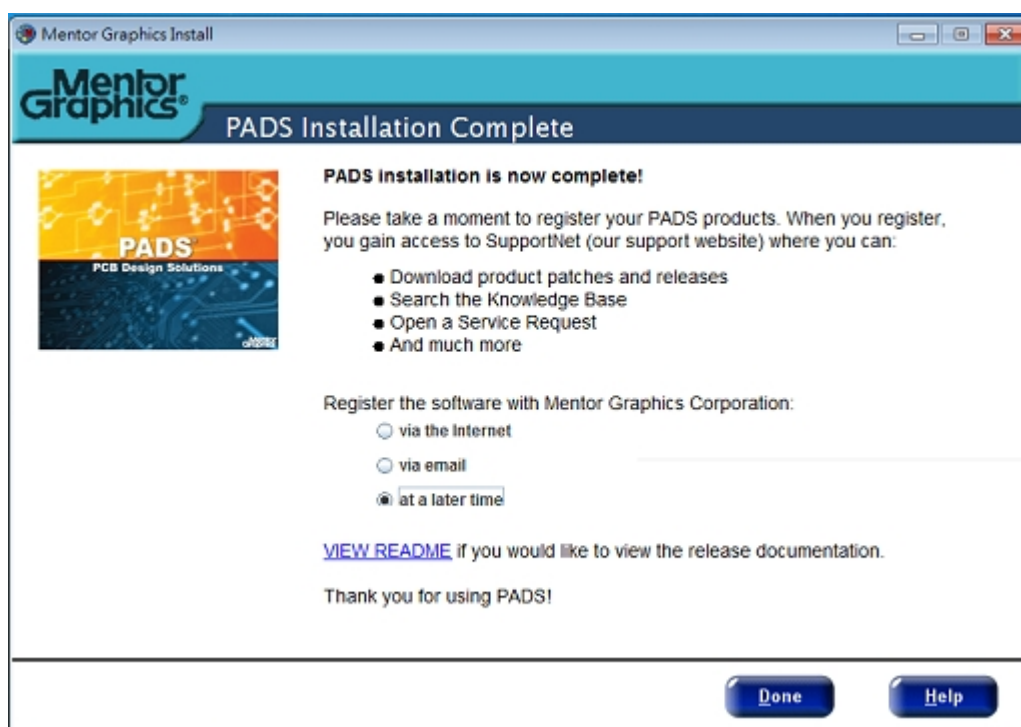 Mentor Graphics Install
Mentor
Graphics®
PADS Installation Complete
PADS
PCB Design Solutions
Mentor
Graphics
PADS installation is now complete!
Please take a moment to register your PADS products. When you register,
you gain access to SupportNet (our support website) where you can:
● Download product patches and releases
● Search the Knowledge Base
● Open a Service Request
● And much more
Register the software with Mentor Graphics Corporation:
via the Internet
via email
at a later time
VIEW README if you would like to view the release documentation.
Thank you for using PADS!
Done
Help